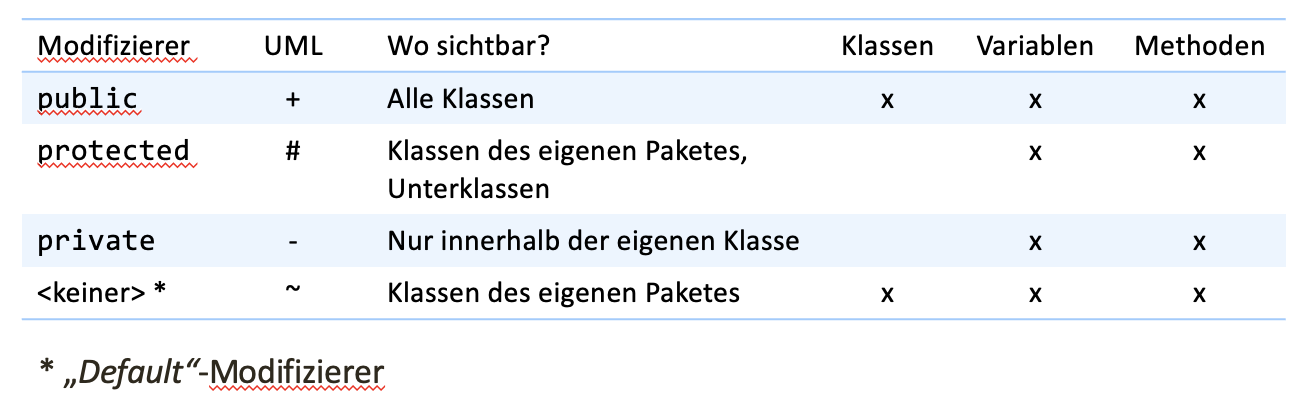 Modifizierer UML Wo sichtbar? Klassen Variablen Methoden
public + Alle Klassen x x x
protected # Klassen des eigenen Paketes, x x
Unterklassen
private - Nur innerhalb der eigenen Klasse x x
<keiner> * ~ Klassen des eigenen Paketes x x x
* „Default“-Modifizierer